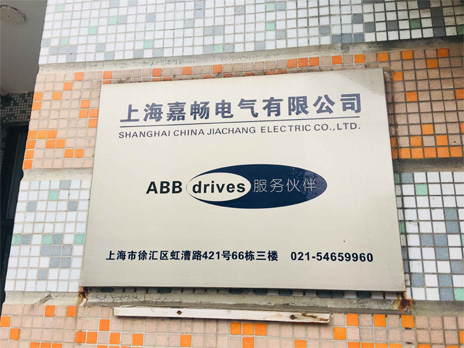 上海嘉畅电气有限公司
SHANGHAI CHINA JIACHANG ELECTRIC CO.,LTD.
ABB drives 服务伙伴
上海市徐汇区虹漕路421号66栋三楼 021-54659960